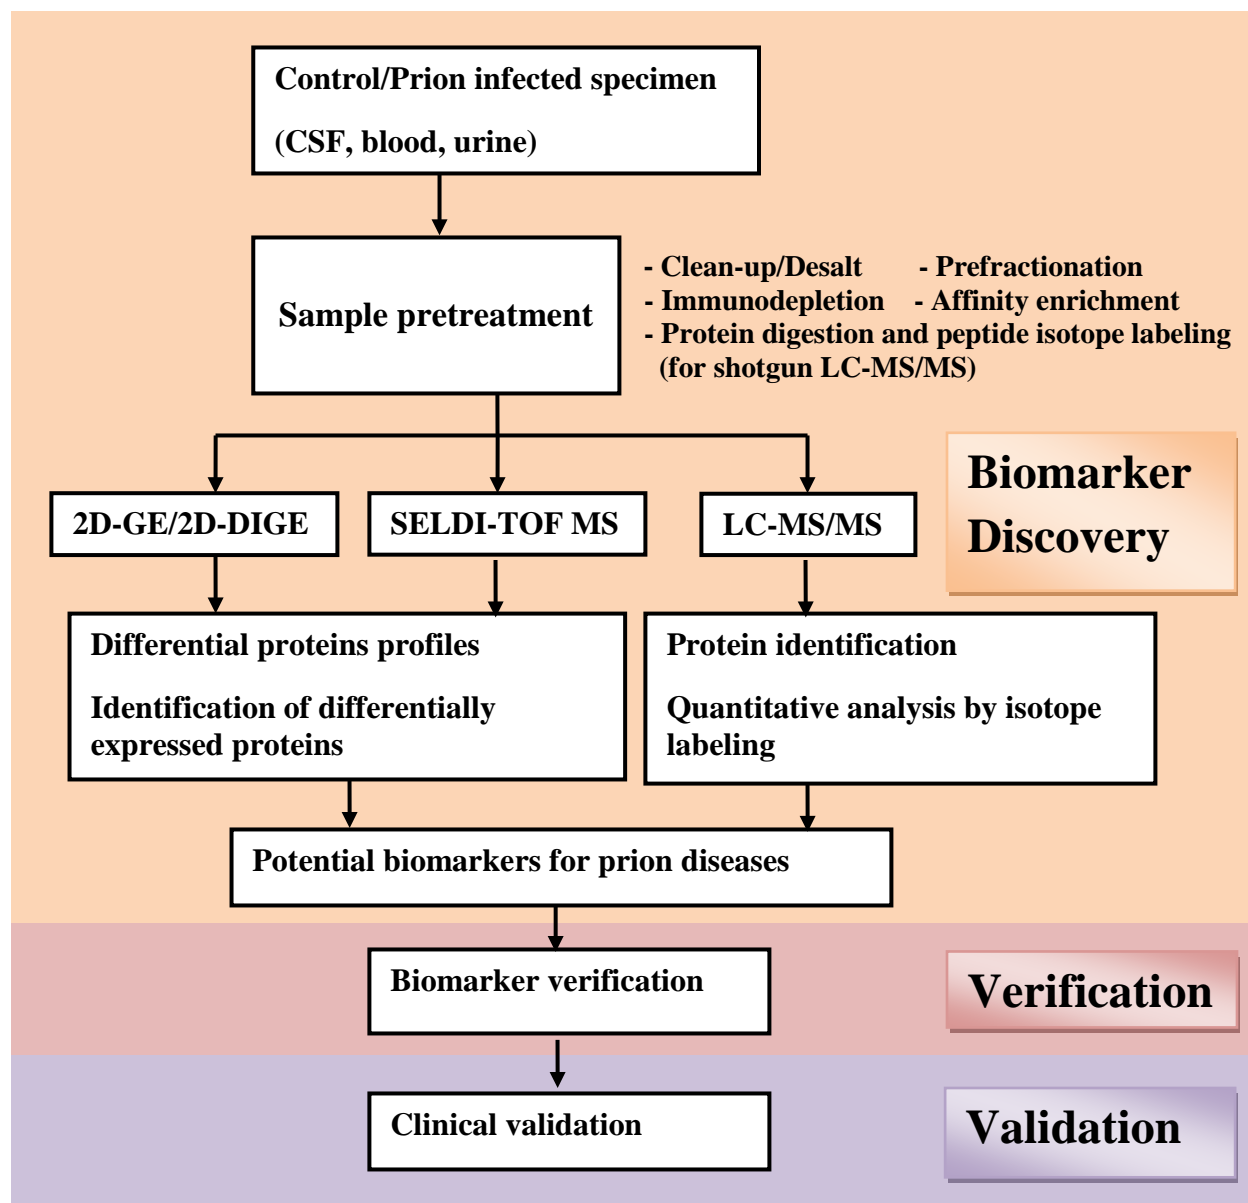 Control/Prion infected specimen
(CSF, blood, urine)
Sample pretreatment
- Clean-up/Desalt - Prefractionation
- Immunodepletion - Affinity enrichment
- Protein digestion and peptide isotope labeling
(for shotgun LC-MS/MS)
Biomarker
Discovery
2D-GE/2D-DIGE
SELDI-TOF MS
LC-MS/MS
Differential proteins profiles
Identification of differentially
expressed proteins
Protein identification
Quantitative analysis by isotope
labeling
Potential biomarkers for prion diseases
Biomarker verification
Verification
Clinical validation
Validation